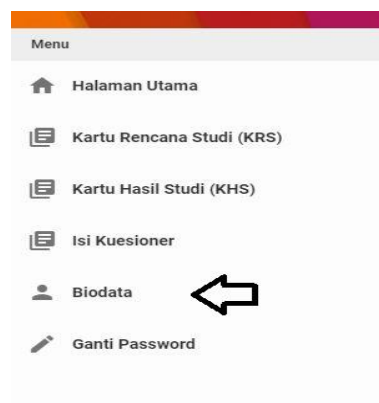 Menu
Halaman Utama
Kartu Rencana Studi (KRS)
Kartu Hasil Studi (KHS)
Isi Kuesioner
Biodata
Ganti Password